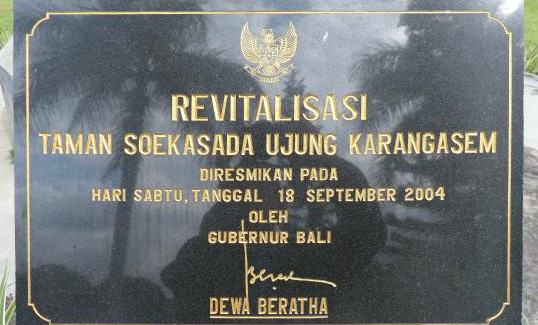 REVITALISASI
TAMAN SOEKASADA UJUNG KARANGASEM
DIRESMIKAN PADA
HARI SABTU, TANGGAL 18 SEPTEMBER 2004
OLEH
GUBERNUR BALI
DEWA BERATHA